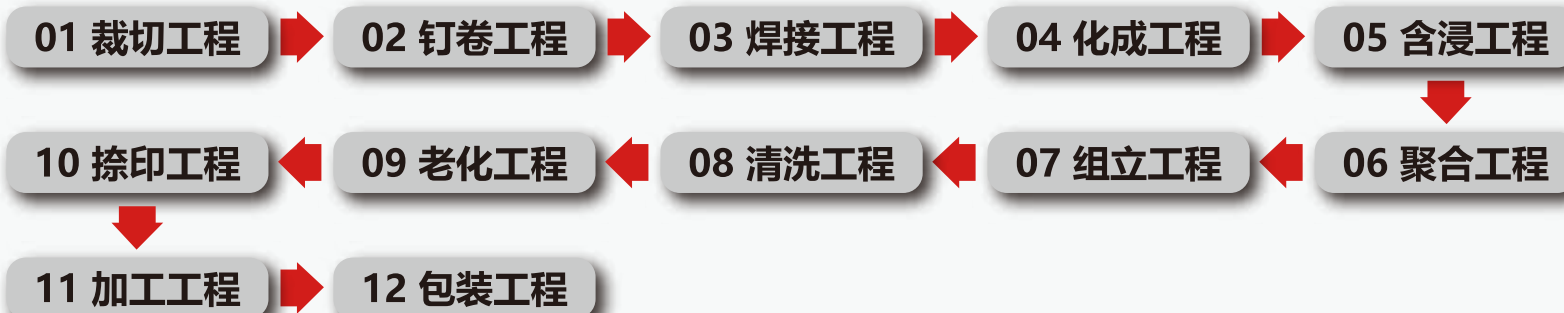 01 裁切工程
02 钉卷工程
03 焊接工程
04 化成工程
05 含浸工程
06 聚合工程
07 组立工程
08 清洗工程
09 老化工程
10 捺印工程
11 加工工程
12 包装工程